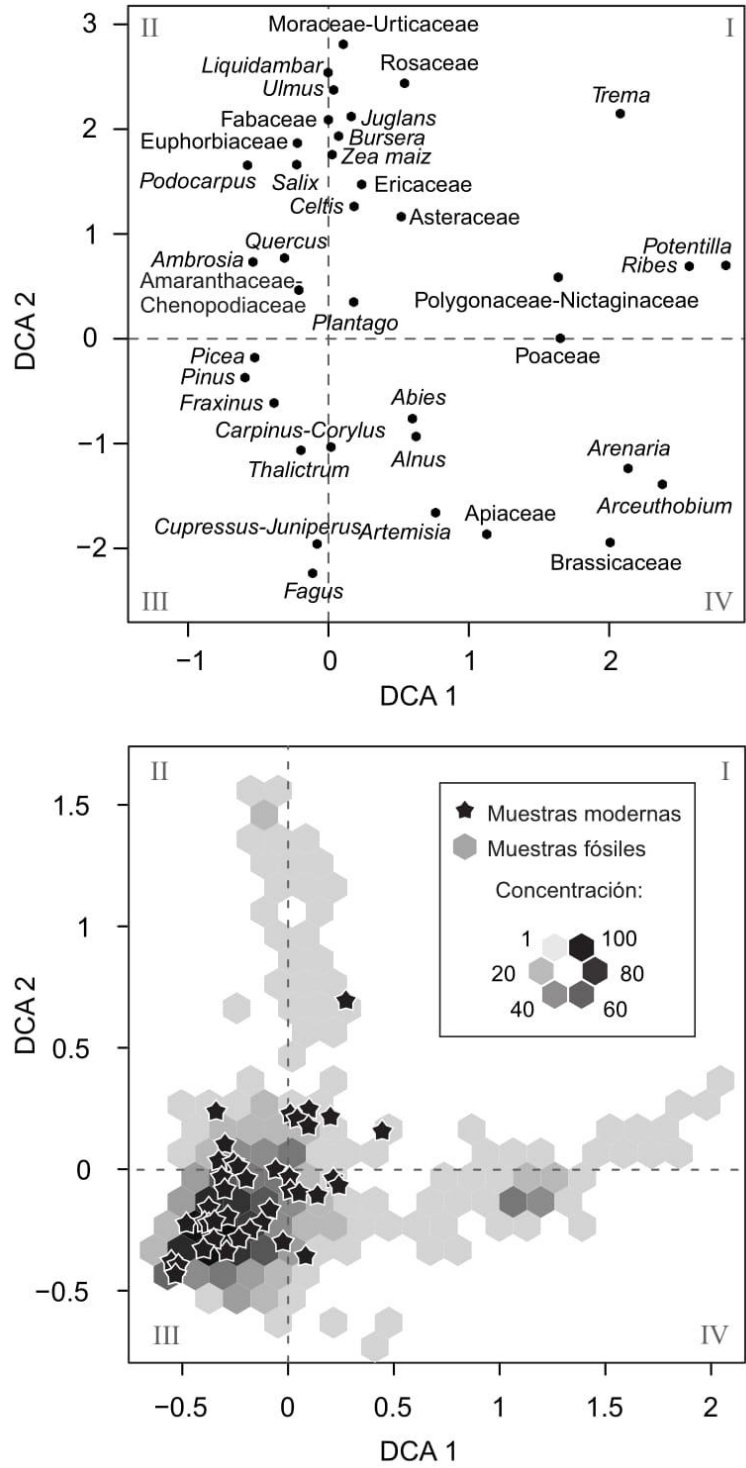 3
II
Moraceae-Urticaceae
I
Liquidambar
Rosaceae
Ulmus
Trema
2
Fabaceae
Juglans
Euphorbiaceae
Bursera
Zea maiz
Podocarpus
Salix
Ericaceae
Celtis
Asteraceae
1
Quercus
Ambrosia
Potentilla
Ribes
Amaranthaceae-
Chenopodiaceae
Polygonaceae-Nictaginaceae
Plantago
DCA 2
0
Poaceae
Picea
Pinus
Fraxinus
Abies
Carpinus-Corylus
−1
Thalictrum
Alnus
Arenaria
Arceuthobium
Cupressus-Juniperus
Artemisia
Apiaceae
−2
Brassicaceae
Fagus
III
IV
−1
0
1
2
DCA 1
II
I
1.5
Muestras modernas
Muestras fósiles
Concentración:
1
100
20
80
40
60
1
DCA 2
0.5
0
−0.5
III
IV
−0.5
0
0.5
1
1.5
2
DCA 1